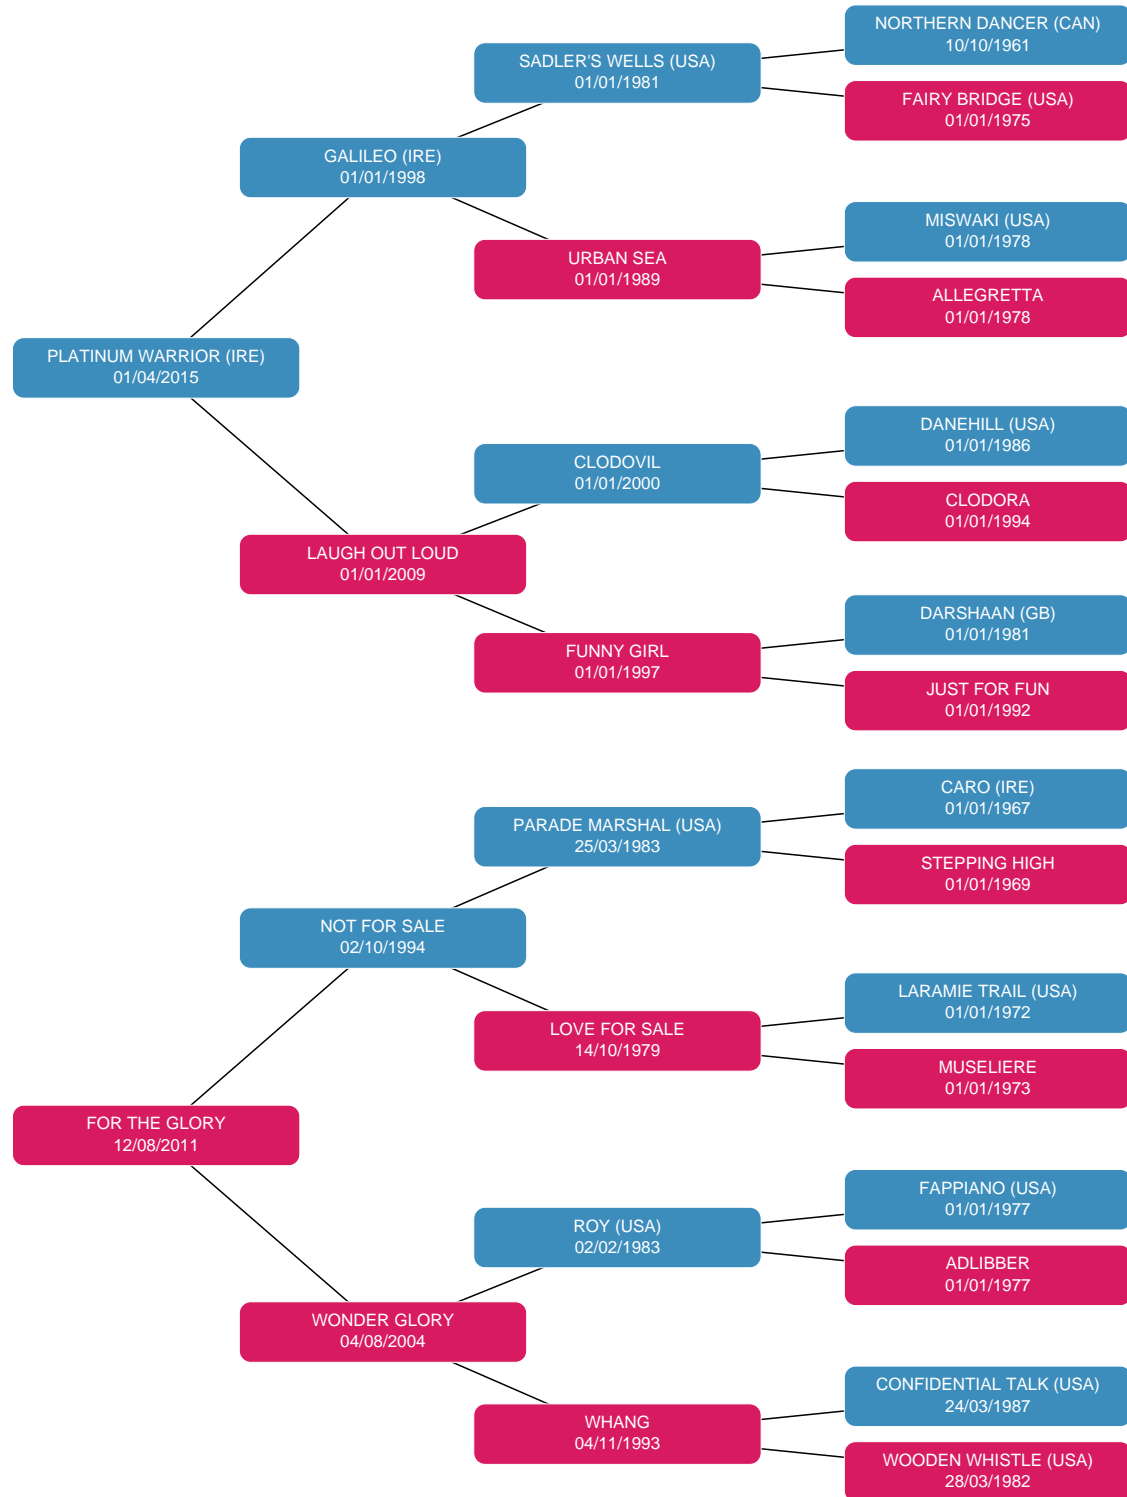 NORTHERN DANCER (CAN)
10/10/1961
SADLER'S WELLS (USA)
01/01/1981
FAIRY BRIDGE (USA)
01/01/1975
GALILEO (IRE)
01/01/1998
MISWAKI (USA)
01/01/1978
URBAN SEA
01/01/1989
ALLEGRETTA
01/01/1978
PLATINUM WARRIOR (IRE)
01/04/2015
DANEHILL (USA)
01/01/1986
CLODOVIL
01/01/2000
CLODORA
01/01/1994
LAUGH OUT LOUD
01/01/2009
DARSHAAN (GB)
01/01/1981
FUNNY GIRL
01/01/1997
JUST FOR FUN
01/01/1992
CARO (IRE)
01/01/1967
PARADE MARSHAL (USA)
25/03/1983
STEPPING HIGH
01/01/1969
NOT FOR SALE
02/10/1994
LARAMIE TRAIL (USA)
01/01/1972
LOVE FOR SALE
14/10/1979
MUSELIERE
01/01/1973
FOR THE GLORY
12/08/2011
FAPPIANO (USA)
01/01/1977
ROY (USA)
02/02/1983
ADLIBBER
01/01/1977
WONDER GLORY
04/08/2004
CONFIDENTIAL TALK (USA)
24/03/1987
WHANG
04/11/1993
WOODEN WHISTLE (USA)
28/03/1982